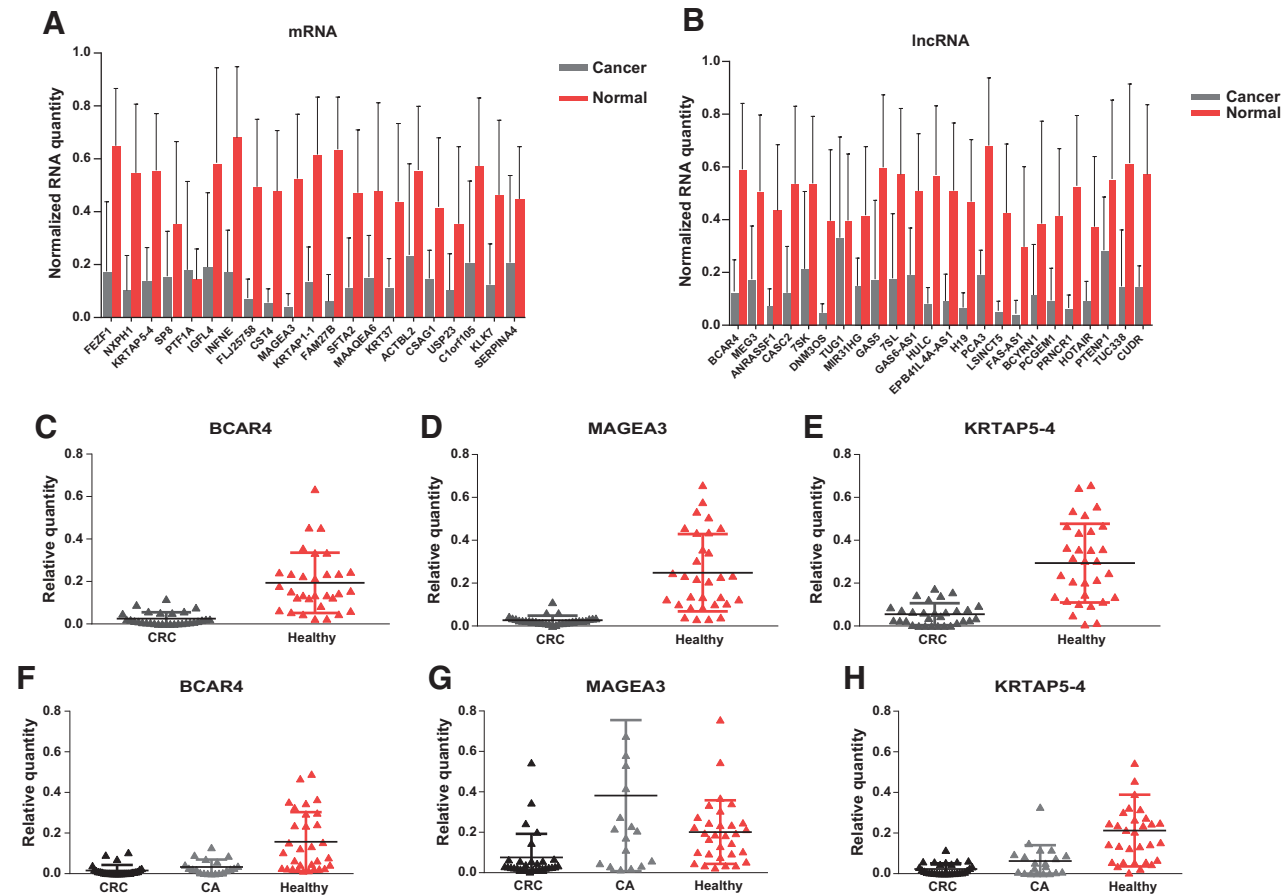 A
mRNA
Normalized RNA quantity
1.0
0.8
0.6
0.4
0.2
0.0
Cancer
Normal
FEZF1
NXPH1
KRTAP5-4
SP8
PTF1A
IGFL4
INFNE
FLJ25758
CST4
MAGEA3
KRTAP1-1
FAM27B
SFTA2
MAAQEA6
KRT37
ACTBL2
CSAG1
USP23
C1orf105
KLK7
SERPINA4
B
lncRNA
Normalized RNA quantity
1.0
0.8
0.6
0.4
0.2
0.0
Cancer
Normal
BCAR4
MEG3
ANRASSF1
CASC2
7SK
DNM3OS
TUG1
MIR31HG
GAS5
7SL
GAS6-AS1
HULC
EPB41L4A-AS1
H19
PCA3
LSINCT5
FAS-AS1
BCYRN1
PCGEM1
PRNCR1
HOTAIR
PTENP1
TUC338
CUDR
C
BCAR4
Relative quantity
0.8
0.6
0.4
0.2
0.0
CRC
Healthy
D
MAGEA3
Relative quantity
0.8
0.6
0.4
0.2
0.0
CRC
Healthy
E
KRTAP5-4
Relative quantity
0.8
0.6
0.4
0.2
0.0
CRC
Healthy
F
BCAR4
Relative quantity
0.8
0.6
0.4
0.2
0.0
CRC
CA
Healthy
G
MAGEA3
Relative quantity
0.8
0.6
0.4
0.2
0.0
CRC
CA
Healthy
H
KRTAP5-4
Relative quantity
0.8
0.6
0.4
0.2
0.0
CRC
CA
Healthy